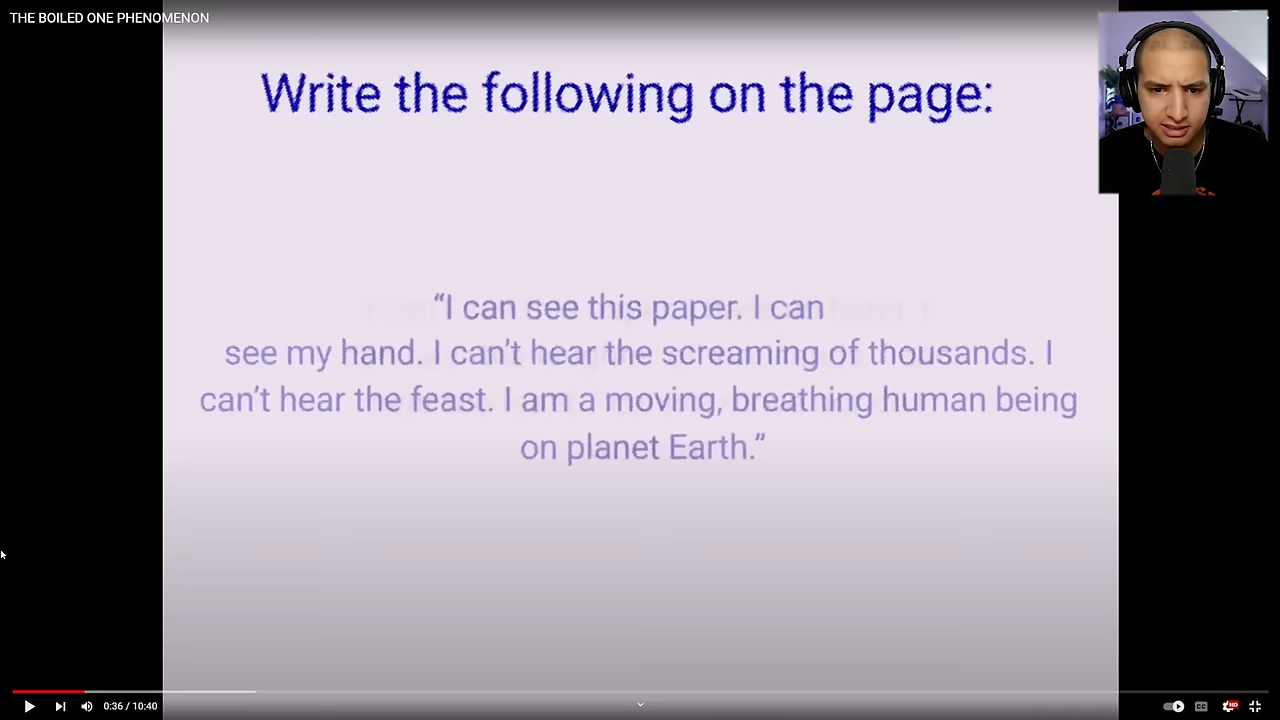 THE BOILED ONE PHENOMENON
Write the following on the page:
“I can see this paper. I can
see my hand. I can’t hear the screaming of thousands. I
can’t hear the feast. I am a moving, breathing human being
on planet Earth.”
0:36 / 10:40
CC
HD